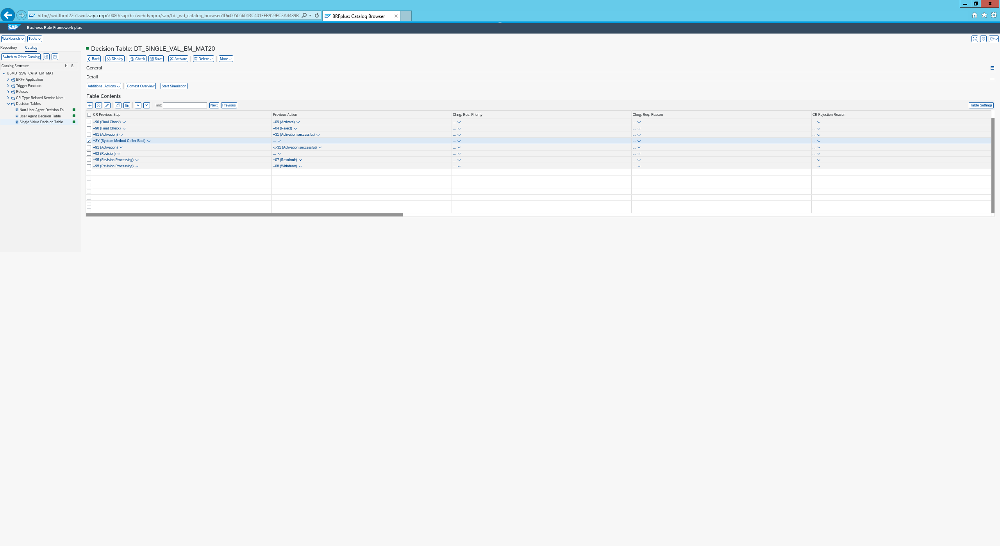 http://wdflbmt2261.wdf.sap.corp:50080/sap/bc/webdynpro/sap/fdt_wd_catalog_browser?ID=005056043C401EEB959EC3A4489B
SAP BRFplus: Catalog Browser
SAP Business Rule Framework plus
Workbench Tools
Repository Catalog
Switch to Other Catalog
Catalog Structure H.. S...
USMD_SSW_CATA_EM_MAT
BRF+ Application
Trigger Function
Ruleset
CR-Type Related Service Name
Decision Tables
Non-User Agent Decision Tal
User Agent Decision Table
Single Value Decision Table
Decision Table: DT_SINGLE_VAL_EM_MAT20
Back Display Check Save Activate Delete More
General
Detail
Additional Actions Context Overview Start Simulation
Table Contents
Find: Next Previous Table Settings
CR Previous Step Previous Action Chng. Req. Priority Chng. Req. Reason CR Rejection Reason
=90 (Final Check) =09 (Activate) ... ... ...
=90 (Final Check) =04 (Reject) ... ... ...
=91 (Activation) =31 (Activation successful) ... ... ...
=SY (System Method Caller Badi) ... ... ... ...
=91 (Activation) <>31 (Activation successful) ... ... ...
=92 (Revision) ... ... ... ...
=95 (Revision Processing) =07 (Resubmit) ... ... ...
=95 (Revision Processing) =08 (Withdraw) ... ... ...